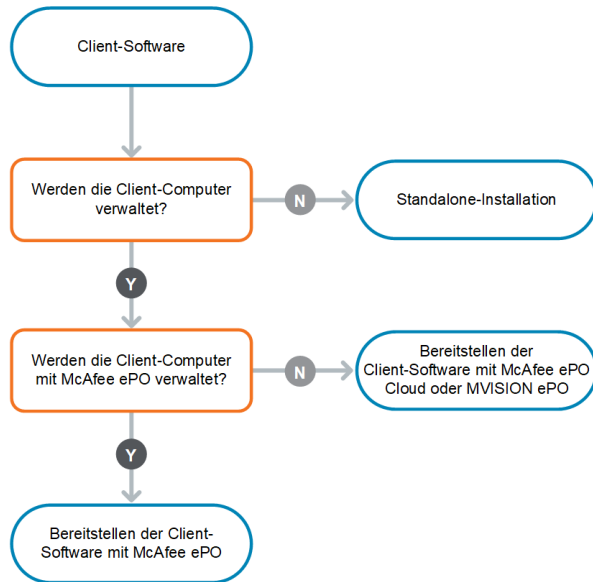 Client-Software
Werden die Client-Computer
verwaltet?
N
Standalone-Installation
Y
Werden die Client-Computer
mit McAfee ePO verwaltet?
N
Bereitstellen der
Client-Software mit McAfee ePO
Cloud oder MVISION ePO
Y
Bereitstellen der Client-
Software mit McAfee ePO